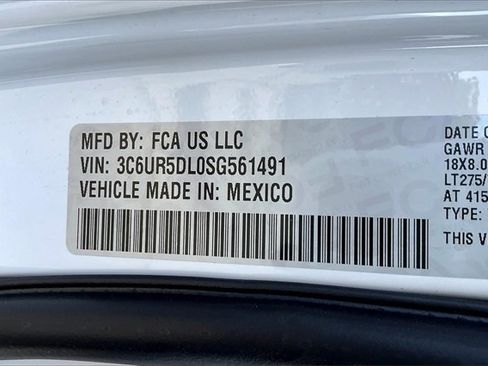 MFD BY: FCA US LLC
VIN: 3C6UR5DL0SG561491
VEHICLE MADE IN: MEXICO
DATE O
GAWR
18X8.0
LT275/
AT 415
TYPE:
THIS V